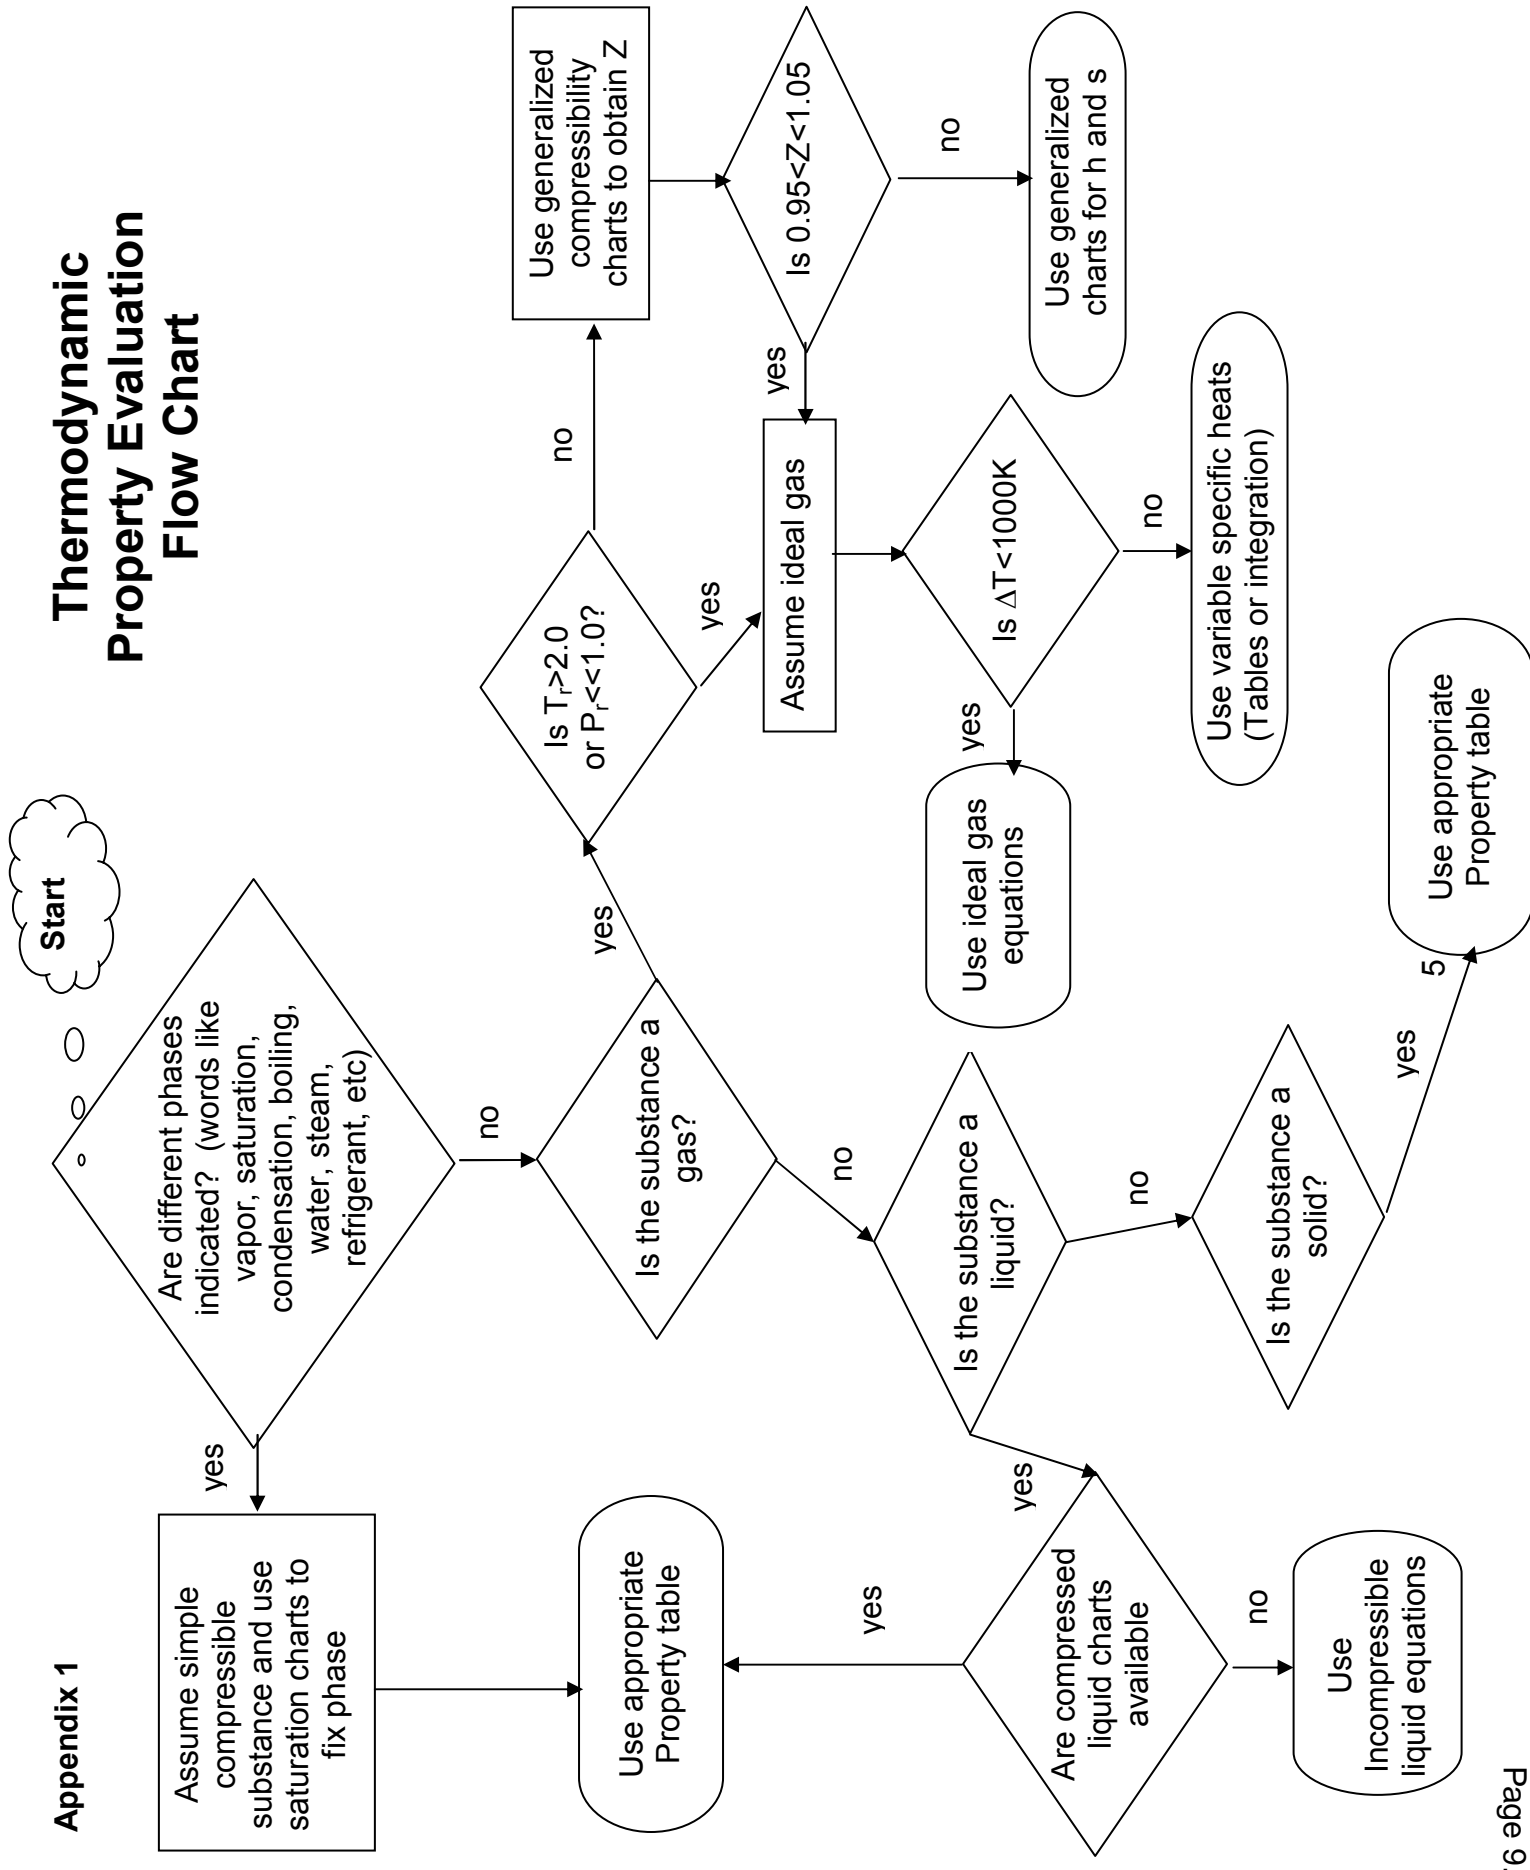 Appendix 1
Thermodynamic
Property Evaluation
Flow Chart
Start
Are different phases
indicated? (words like
vapor, saturation,
condensation, boiling,
water, steam,
refrigerant, etc)
yes
Assume simple
compressible
substance and use
saturation charts to
fix phase
no
Is the substance a
gas?
yes
Is Tr>2.0
or Pr<<1.0?
no
Use generalized
compressibility
charts to obtain Z
Is 0.95<Z<1.05
yes
no
Use generalized
charts for h and s
yes
Assume ideal gas
Is ΔT<1000K
yes
Use ideal gas
equations
no
Use variable specific heats
(Tables or integration)
no
Is the substance a
liquid?
yes
Are compressed
liquid charts
available
yes
Use appropriate
Property table
no
Use
Incompressible
liquid equations
no
Is the substance a
solid?
yes
5
Use appropriate
Property table
Page 9.